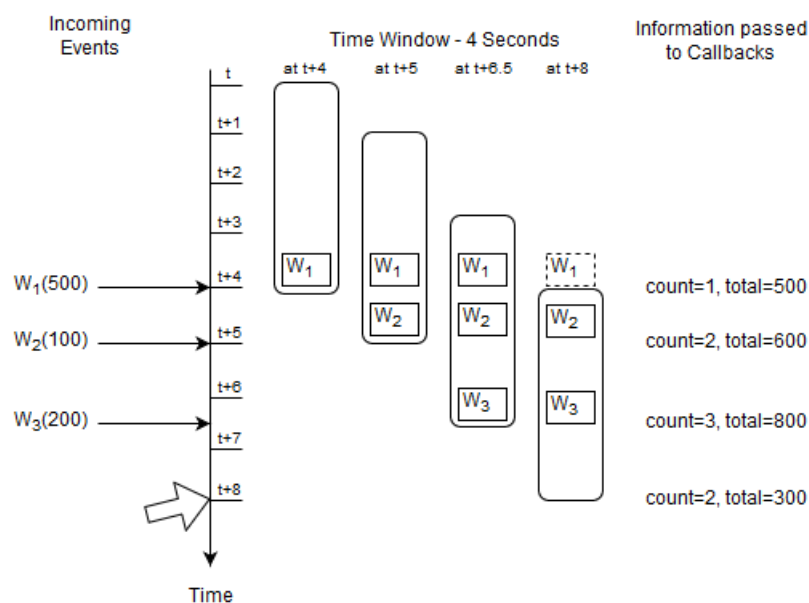 Incoming
Events
Time Window - 4 Seconds
Information passed
to Callbacks
at t+4
at t+5
at t+6.5
at t+8
t
t+1
t+2
t+3
t+4
t+5
t+6
t+7
t+8
W1(500)
W2(100)
W3(200)
W1
W1
W1
W1
W2
W2
W2
W3
W3
count=1, total=500
count=2, total=600
count=3, total=800
count=2, total=300
Time